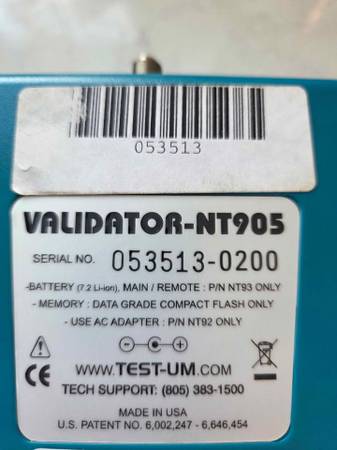 053513
VALIDATOR-NT905
SERIAL NO. 053513-0200
-BATTERY (7.2 Li-ion), MAIN / REMOTE : P/N NT93 ONLY
- MEMORY : DATA GRADE COMPACT FLASH ONLY
- USE AC ADAPTER : P/N NT92 ONLY
WWW.TEST-UM.COM
TECH SUPPORT: (805) 383-1500
MADE IN USA
U.S. PATENT NO. 6,002,247 - 6,646,454